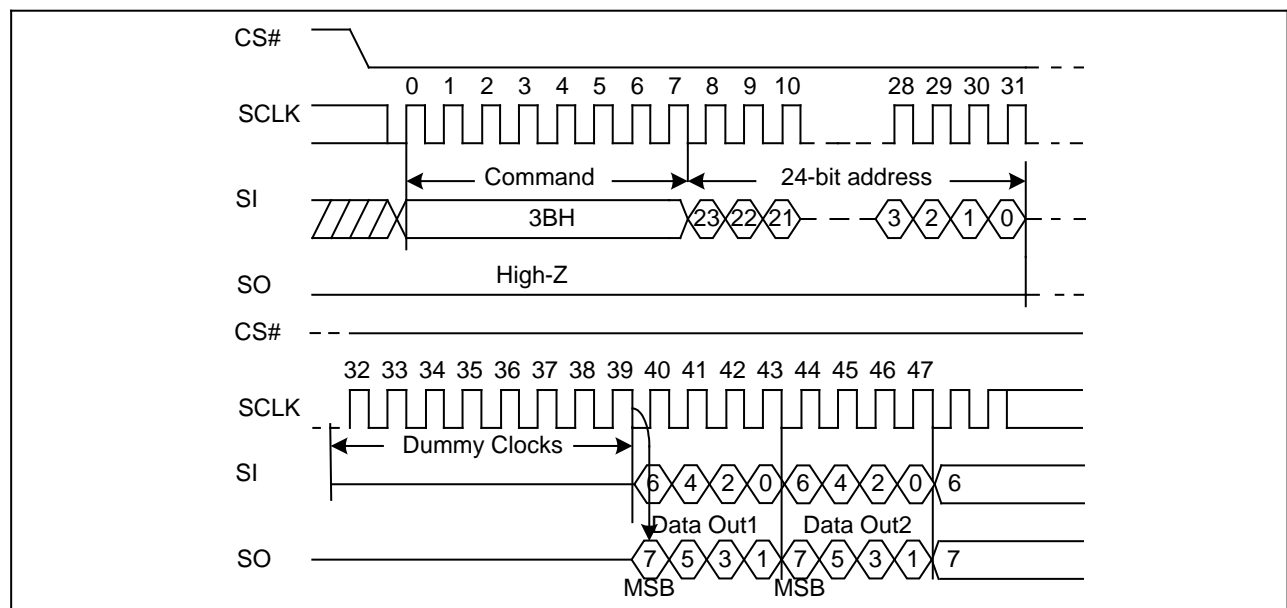 CS#
0 1 2 3 4 5 6 7 8 9 10 28 29 30 31
SCLK
Command 24-bit address
SI
3BH 23 22 21 3 2 1 0
High-Z
SO
CS#
32 33 34 35 36 37 38 39 40 41 42 43 44 45 46 47
SCLK
Dummy Clocks
SI
6 4 2 0 6 4 2 0 6
Data Out1 Data Out2
SO
7 5 3 1 7 5 3 1 7
MSB MSB